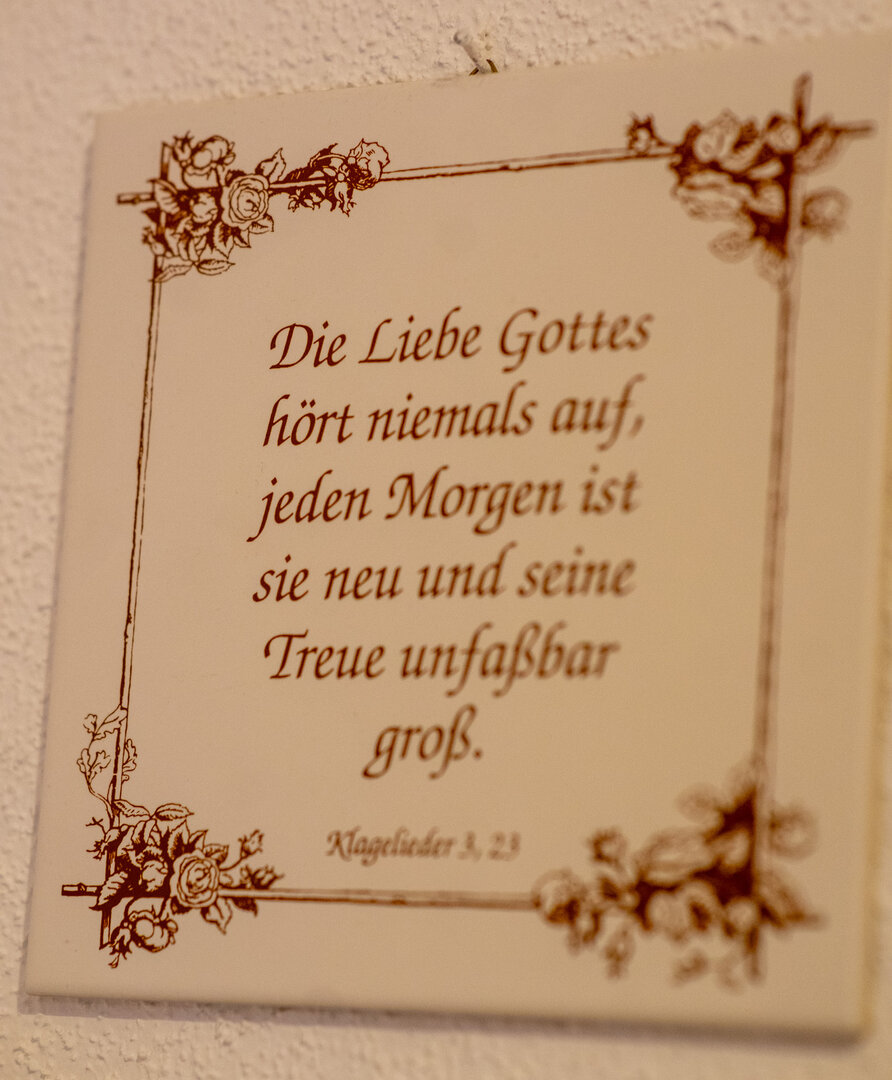 Die Liebe Gottes
hört niemals auf,
jeden Morgen ist
sie neu und seine
Treue unfaßbar
groß.
Klagelieder 3, 23